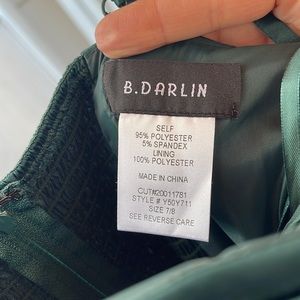 B.DARLIN
SELF
95% POLYESTER
5% SPANDEX
LINING
100% POLYESTER
MADE IN CHINA
CUT#20011781
STYLE # Y50Y711
SIZE 7/8
SEE REVERSE CARE